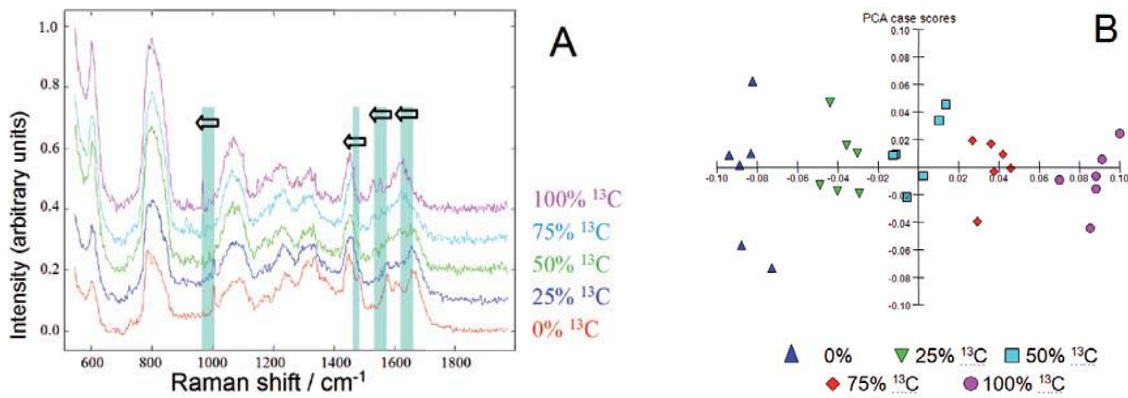 A
1.0
0.8
0.6
0.4
0.2
0.0
Intensity (arbitrary units)
100% ¹³C
75% ¹³C
50% ¹³C
25% ¹³C
0% ¹³C
600 800 1000 1200 1400 1600 1800
Raman shift / cm⁻¹
PCA case scores
B
0.10
0.08
0.06
0.04
0.02
-0.10 -0.08 -0.06 -0.04 -0.02 0.02 0.04 0.06 0.08 0.10
-0.02
-0.04
-0.06
-0.08
-0.10
0% 25% ¹³C 50% ¹³C
75% ¹³C 100% ¹³C